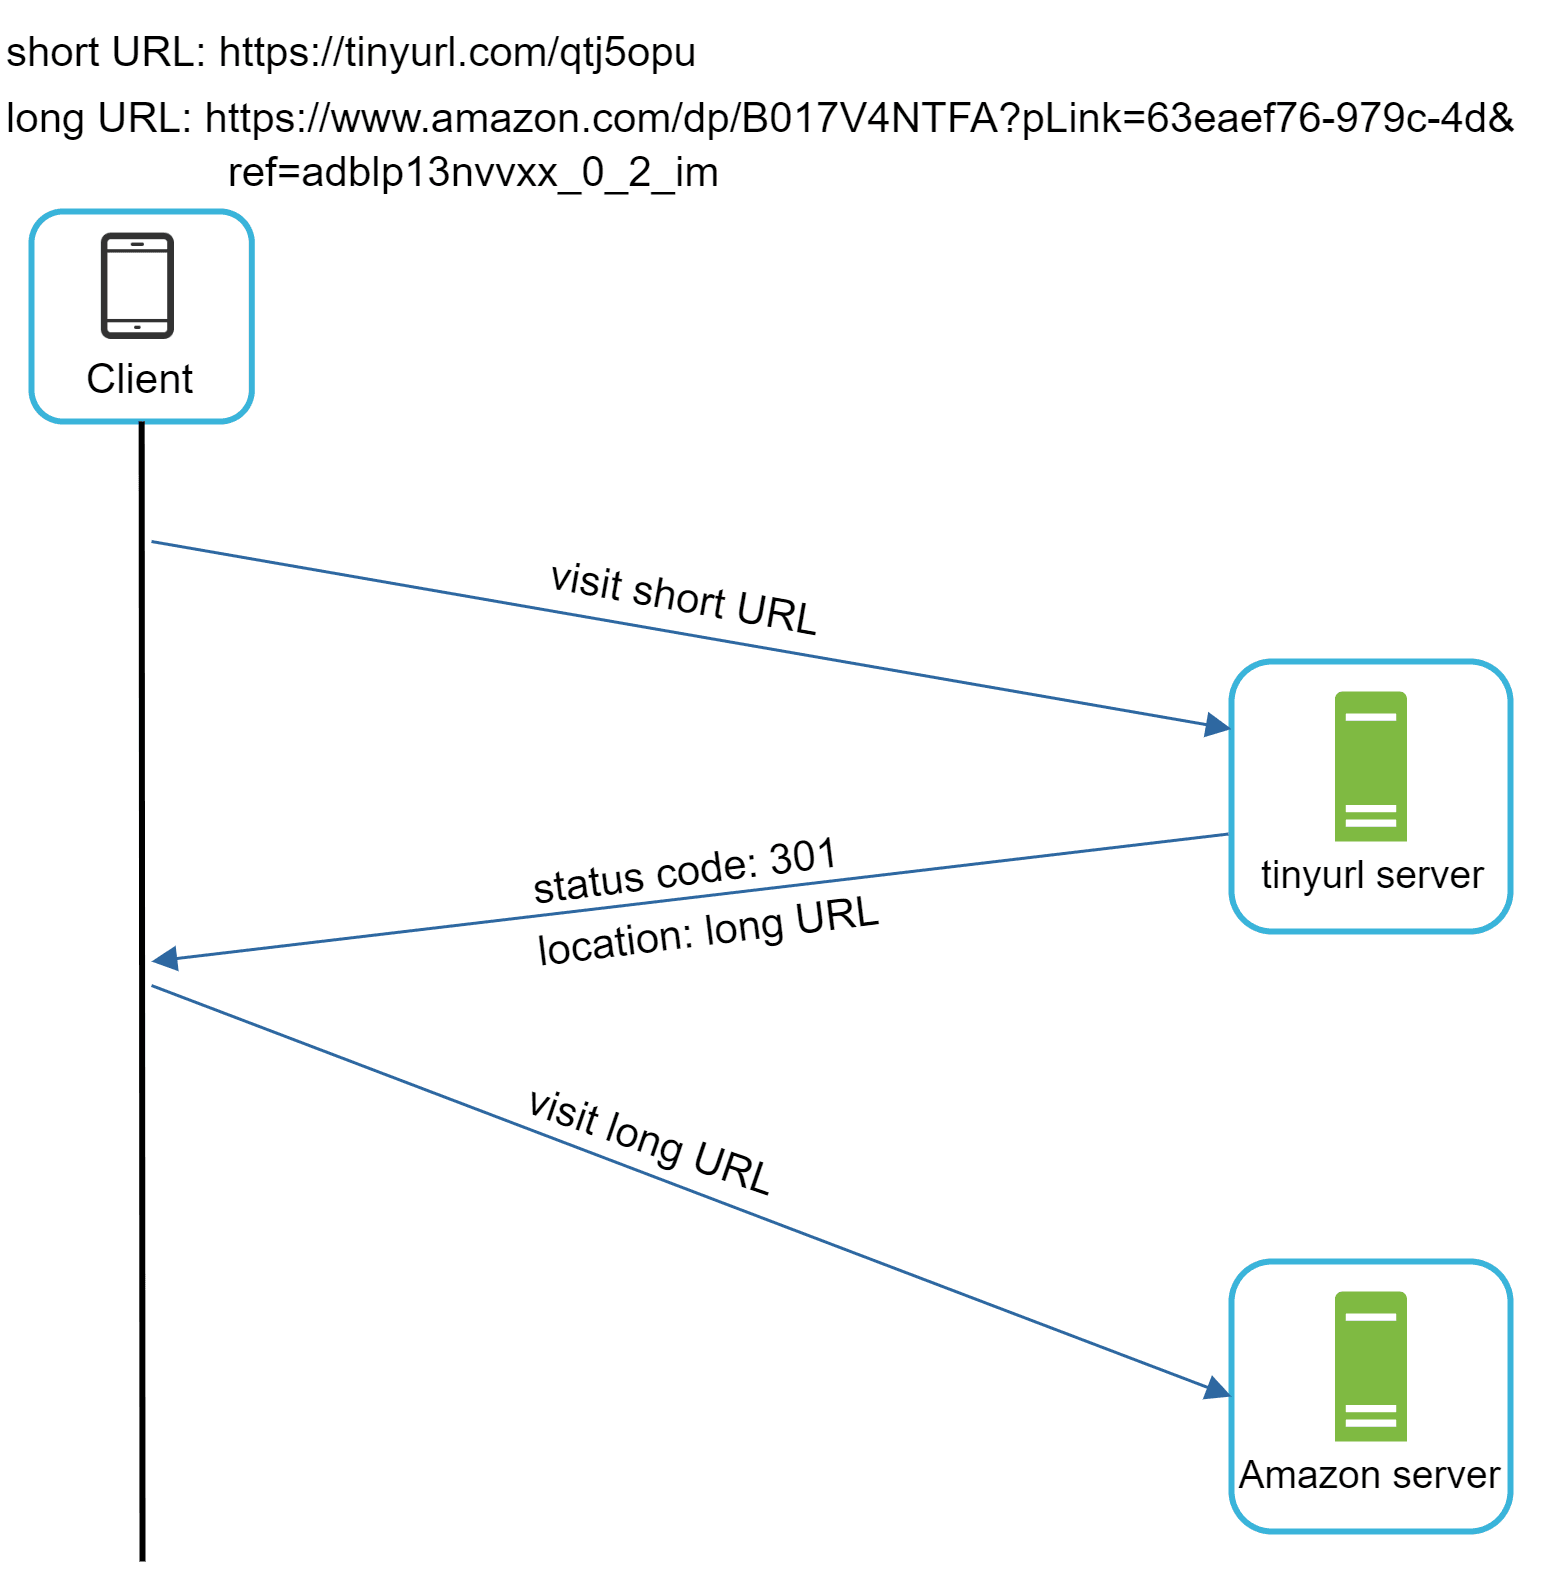 short URL: https://tinyurl.com/qtj5opu
long URL: https://www.amazon.com/dp/B017V4NTFA?pLink=63eaef76-979c-4d&
ref=adblp13nvvxx_0_2_im
Client
visit short URL
tinyurl server
status code: 301
location: long URL
visit long URL
Amazon server